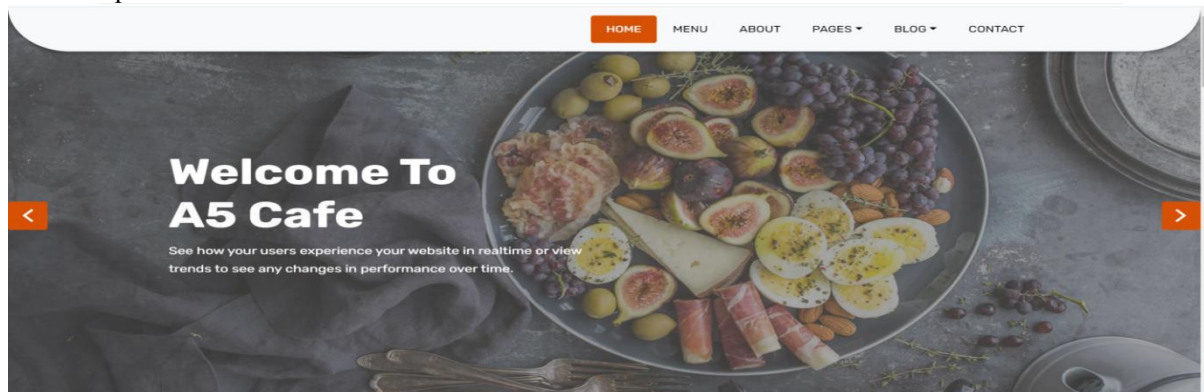 HOME MENU ABOUT PAGES BLOG CONTACT
Welcome To
A5 Cafe
See how your users experience your website in realtime or view
trends to see any changes in performance over time.